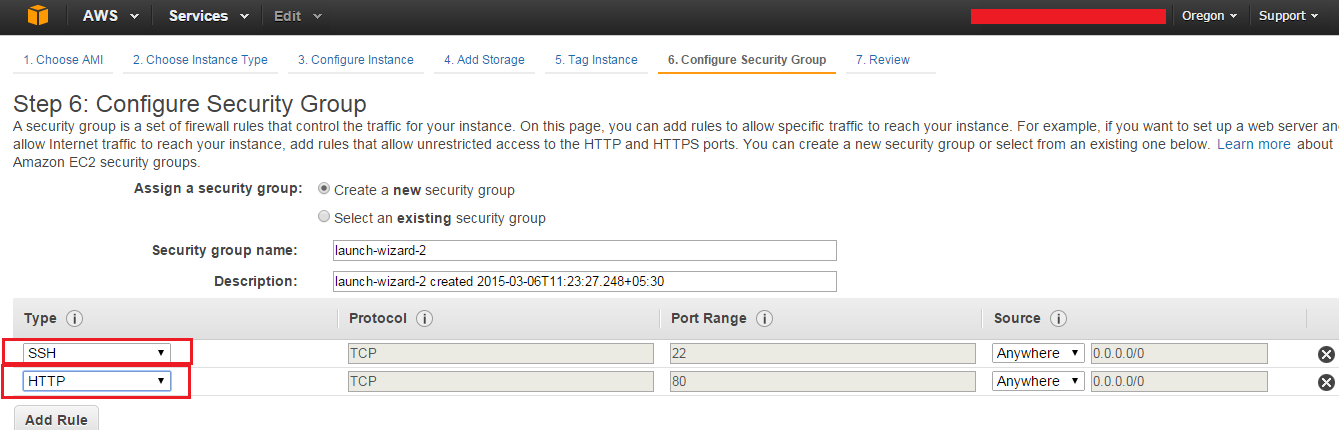 AWS Services Edit Oregon Support
1. Choose AMI 2. Choose Instance Type 3. Configure Instance 4. Add Storage 5. Tag Instance 6. Configure Security Group 7. Review
Step 6: Configure Security Group
A security group is a set of firewall rules that control the traffic for your instance. On this page, you can add rules to allow specific traffic to reach your instance. For example, if you want to set up a web server an
allow Internet traffic to reach your instance, add rules that allow unrestricted access to the HTTP and HTTPS ports. You can create a new security group or select from an existing one below. Learn more about
Amazon EC2 security groups.
Assign a security group: Create a new security group
Select an existing security group
Security group name: launch-wizard-2
Description: launch-wizard-2 created 2015-03-06T11:23:27.248+05:30
Type i Protocol i Port Range i Source i
SSH TCP 22 Anywhere 0.0.0.0/0
HTTP TCP 80 Anywhere 0.0.0.0/0
Add Rule